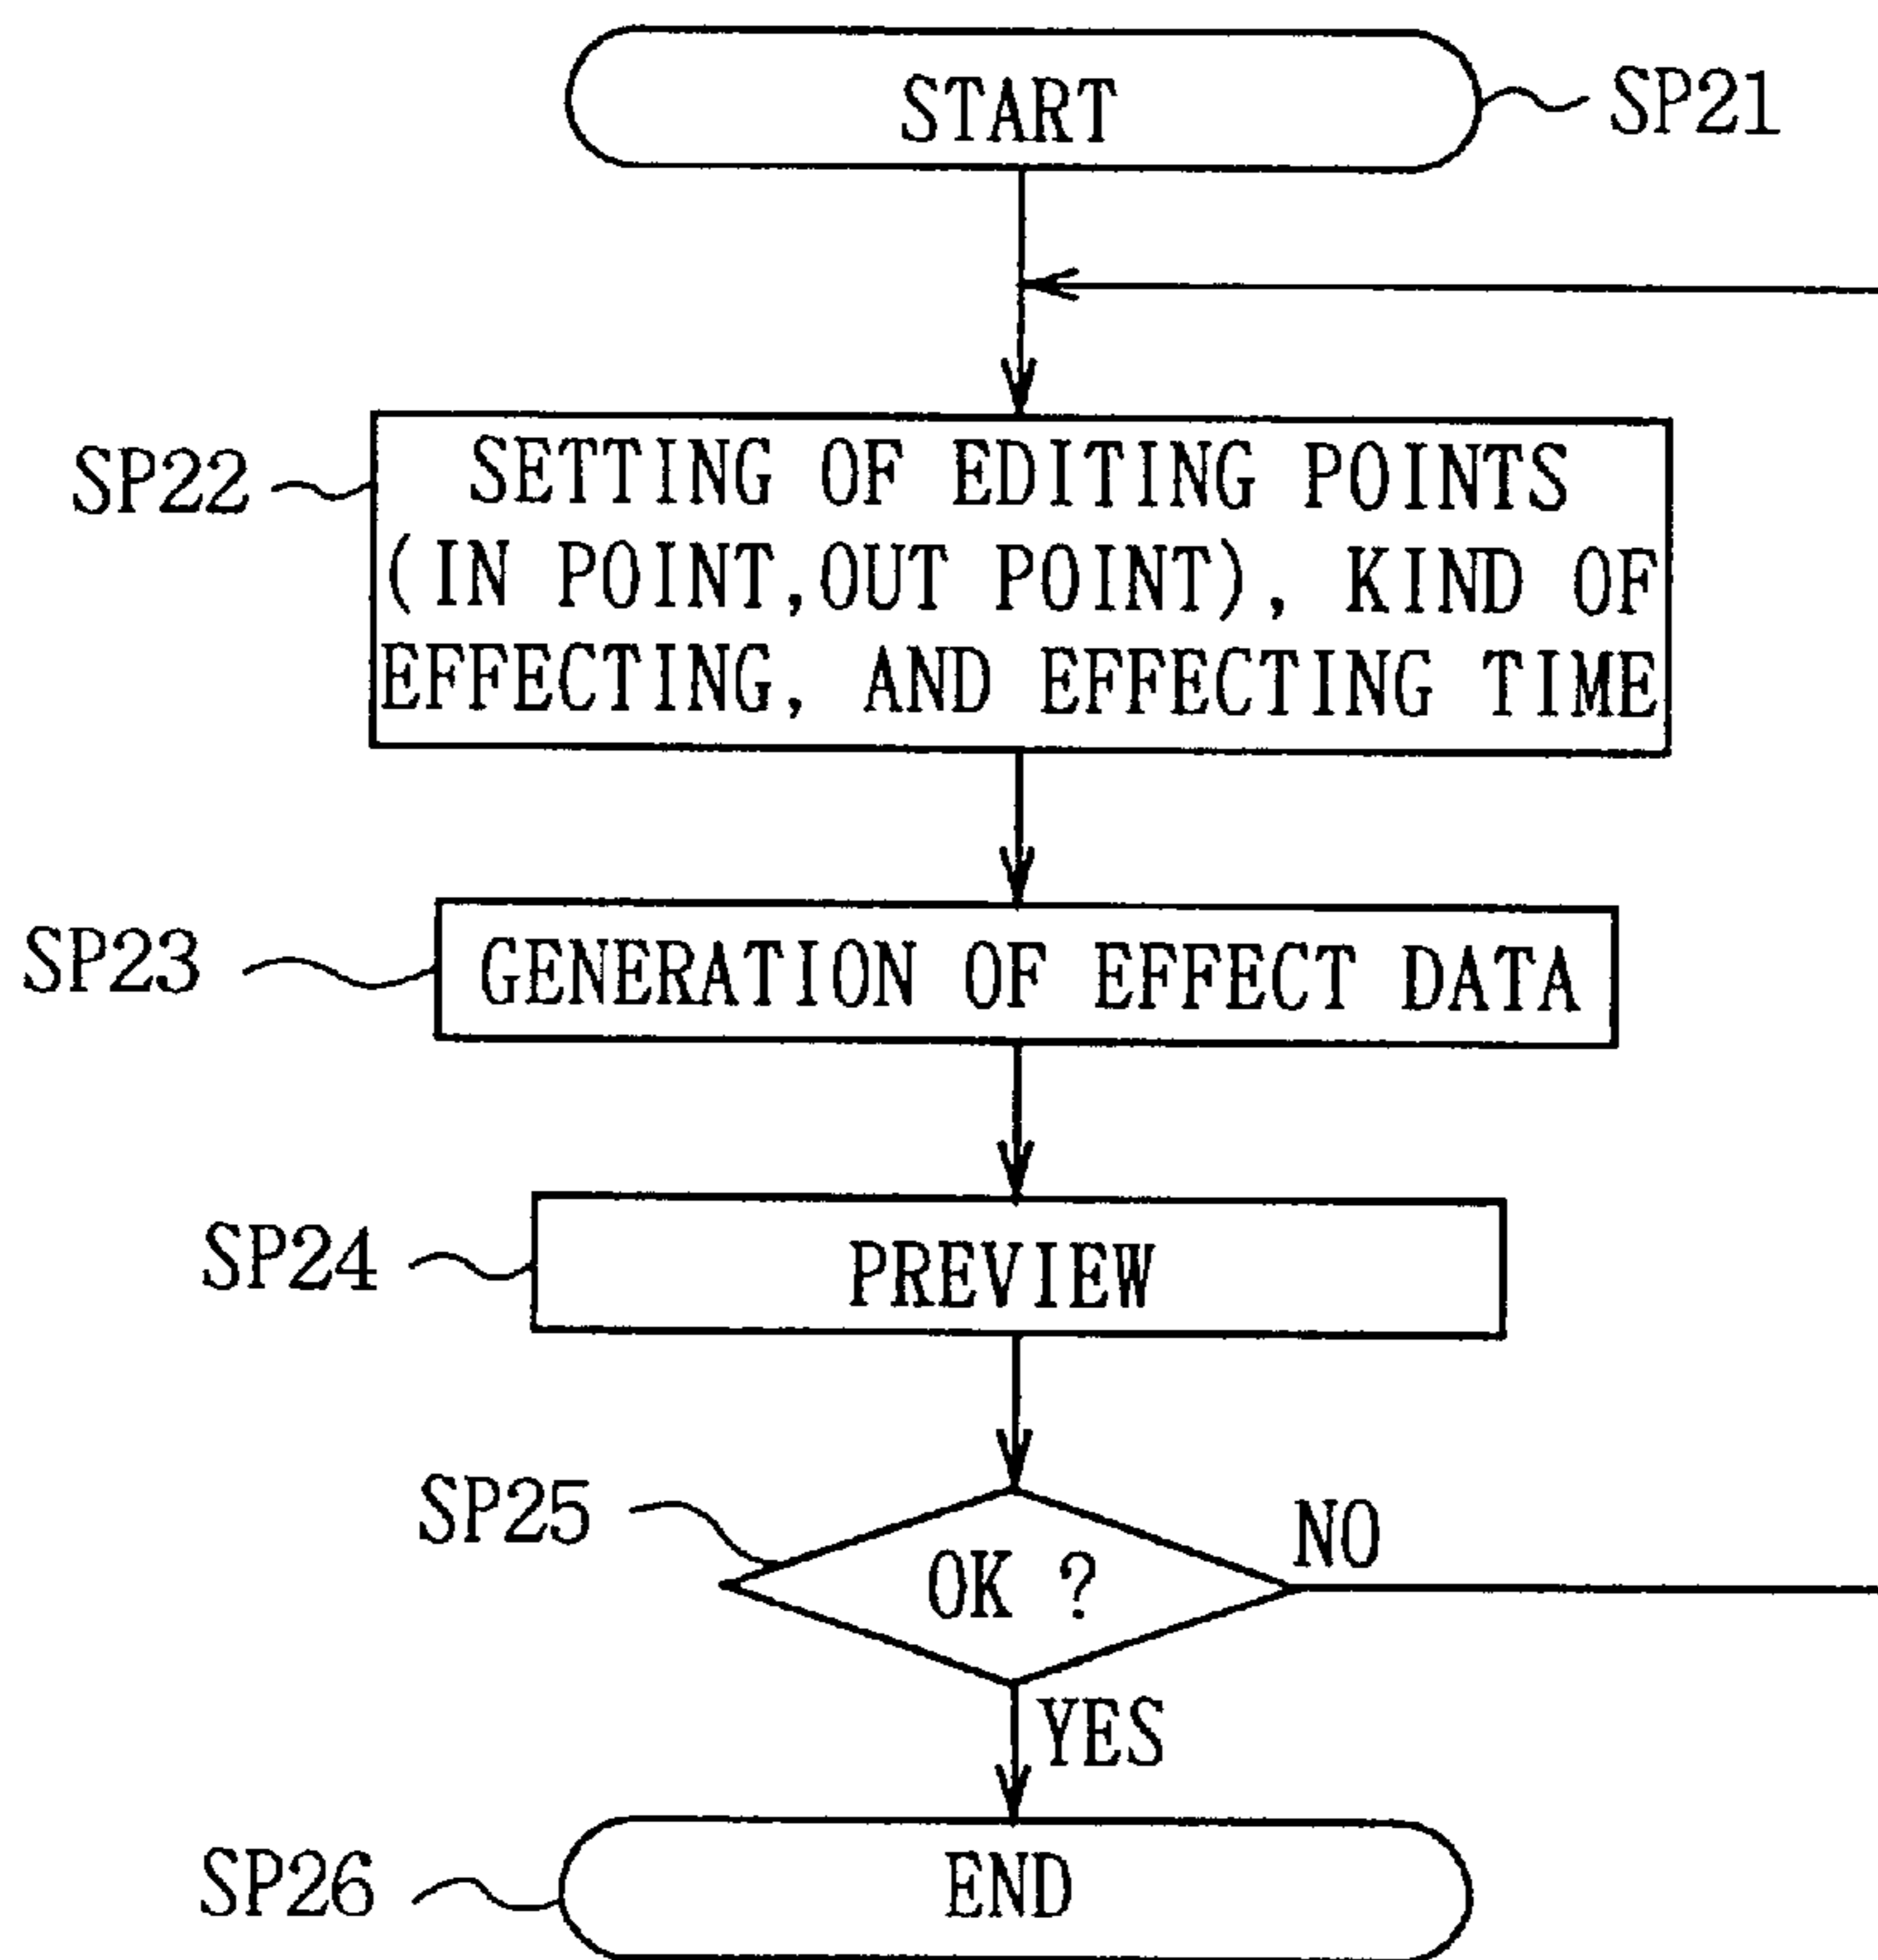 START
SP21
SP22
SETTING OF EDITING POINTS
(IN POINT,OUT POINT), KIND OF
EFFECTING, AND EFFECTING TIME
SP23
GENERATION OF EFFECT DATA
SP24
PREVIEW
SP25
OK ?
NO
YES
SP26
END